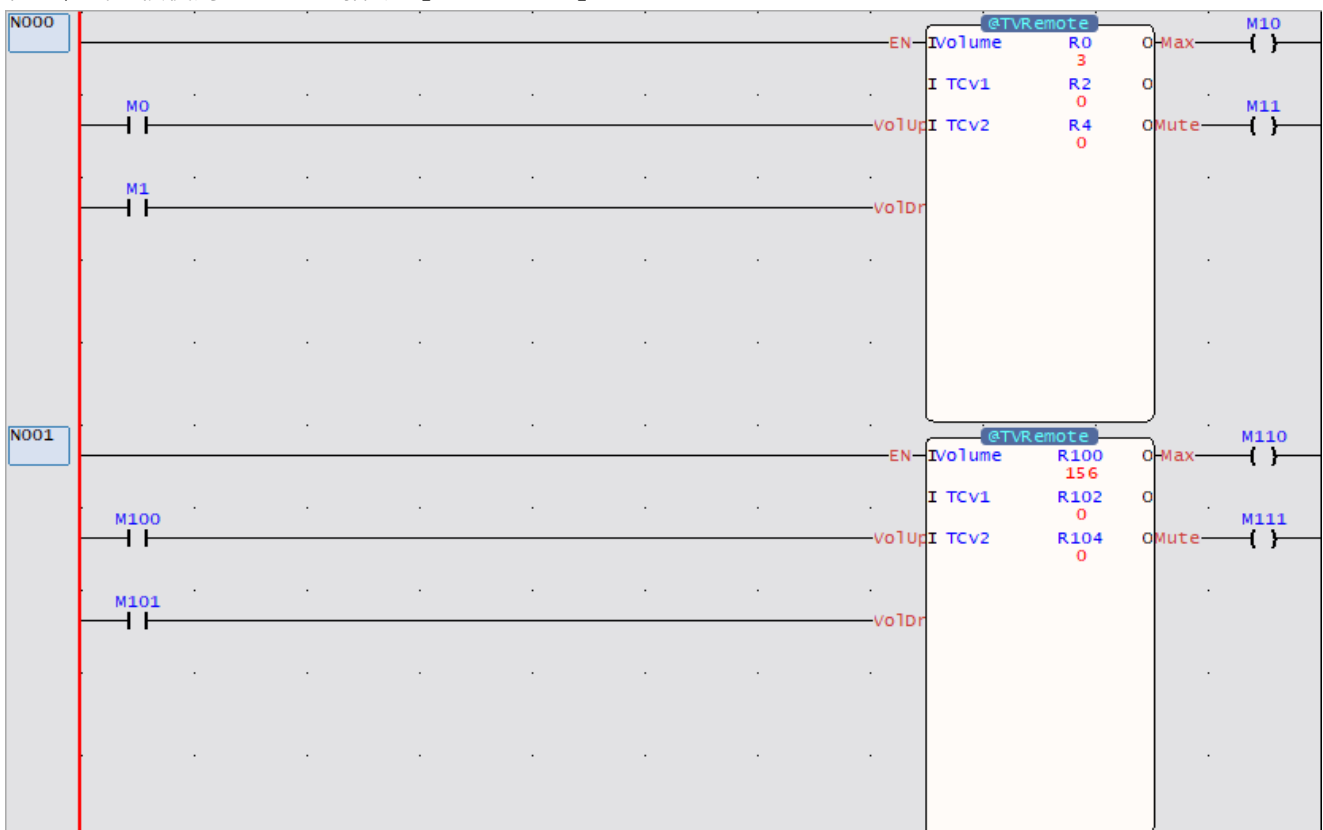 N000
@TVRemote
M10
EN I Volume R0 O Max
3
I TCv1 R2 O
0
M0
M11
VolUp I TCv2 R4 O Mute
0
M1
VolDn
N001
@TVRemote
M110
EN I Volume R100 O Max
156
I TCv1 R102 O
0
M100
M111
VolUp I TCv2 R104 O Mute
0
M101
VolDn